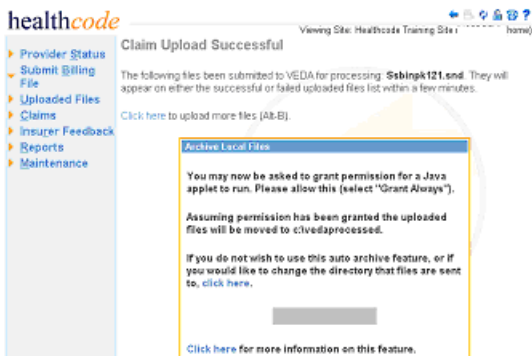 healthcode
Viewing Site: Healthcode Training Site
home)
Provider Status
Submit Billing
File
Uploaded Files
Claims
Insurer Feedback
Reports
Maintenance
Claim Upload Successful
The following files been submitted to VEDA for processing Ssbinpk121.snd. They will
appear on either the successful or failed uploaded files list within a few minutes.
Click here to upload more files (Alt-B).
Archive Local Files
You may now be asked to grant permission for a Java
applet to run. Please allow this (select "Grant Always").
Assuming permission has been granted the uploaded
files will be moved to c:\vedaprocessed.
If you do not wish to use this auto archive feature, or if
you would like to change the directory that files are sent
to, click here.
Click here for more information on this feature.